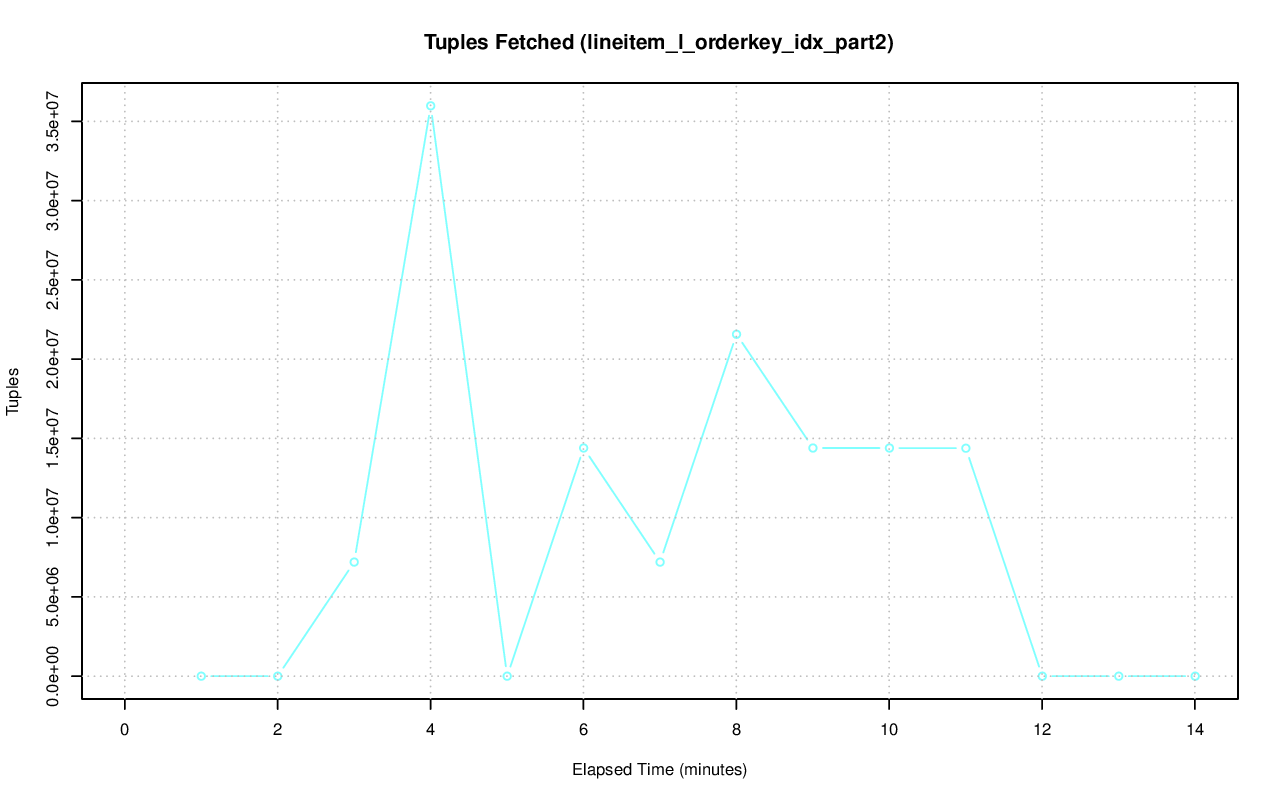 Tuples Fetched (lineitem_l_orderkey_idx_part2)
Tuples
3.5e+07
3.0e+07
2.5e+07
2.0e+07
1.5e+07
1.0e+07
5.0e+06
0.0e+00
0 2 4 6 8 10 12 14
Elapsed Time (minutes)